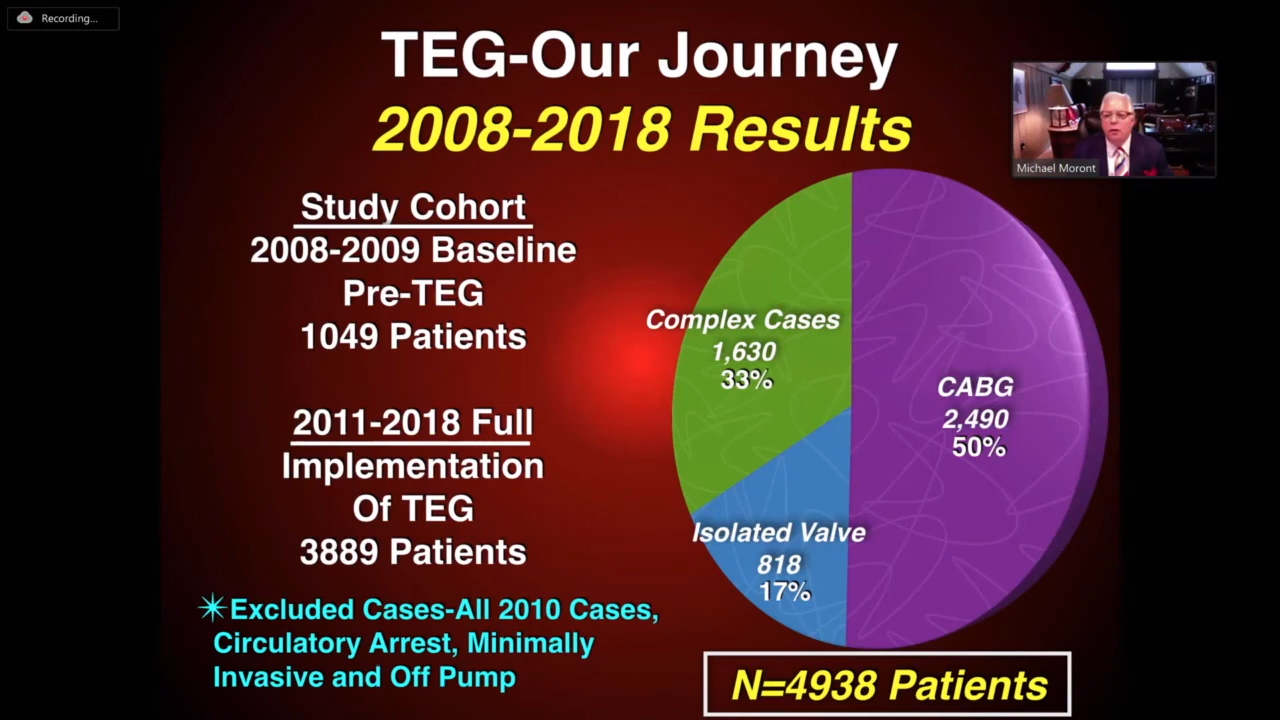 Recording...
TEG-Our Journey
2008-2018 Results
Michael Moront
Study Cohort
2008-2009 Baseline
Pre-TEG
1049 Patients
2011-2018 Full
Implementation
Of TEG
3889 Patients
✴Excluded Cases-All 2010 Cases,
Circulatory Arrest, Minimally
Invasive and Off Pump
Complex Cases
1,630
33%
CABG
2,490
50%
Isolated Valve
818
17%
N=4938 Patients